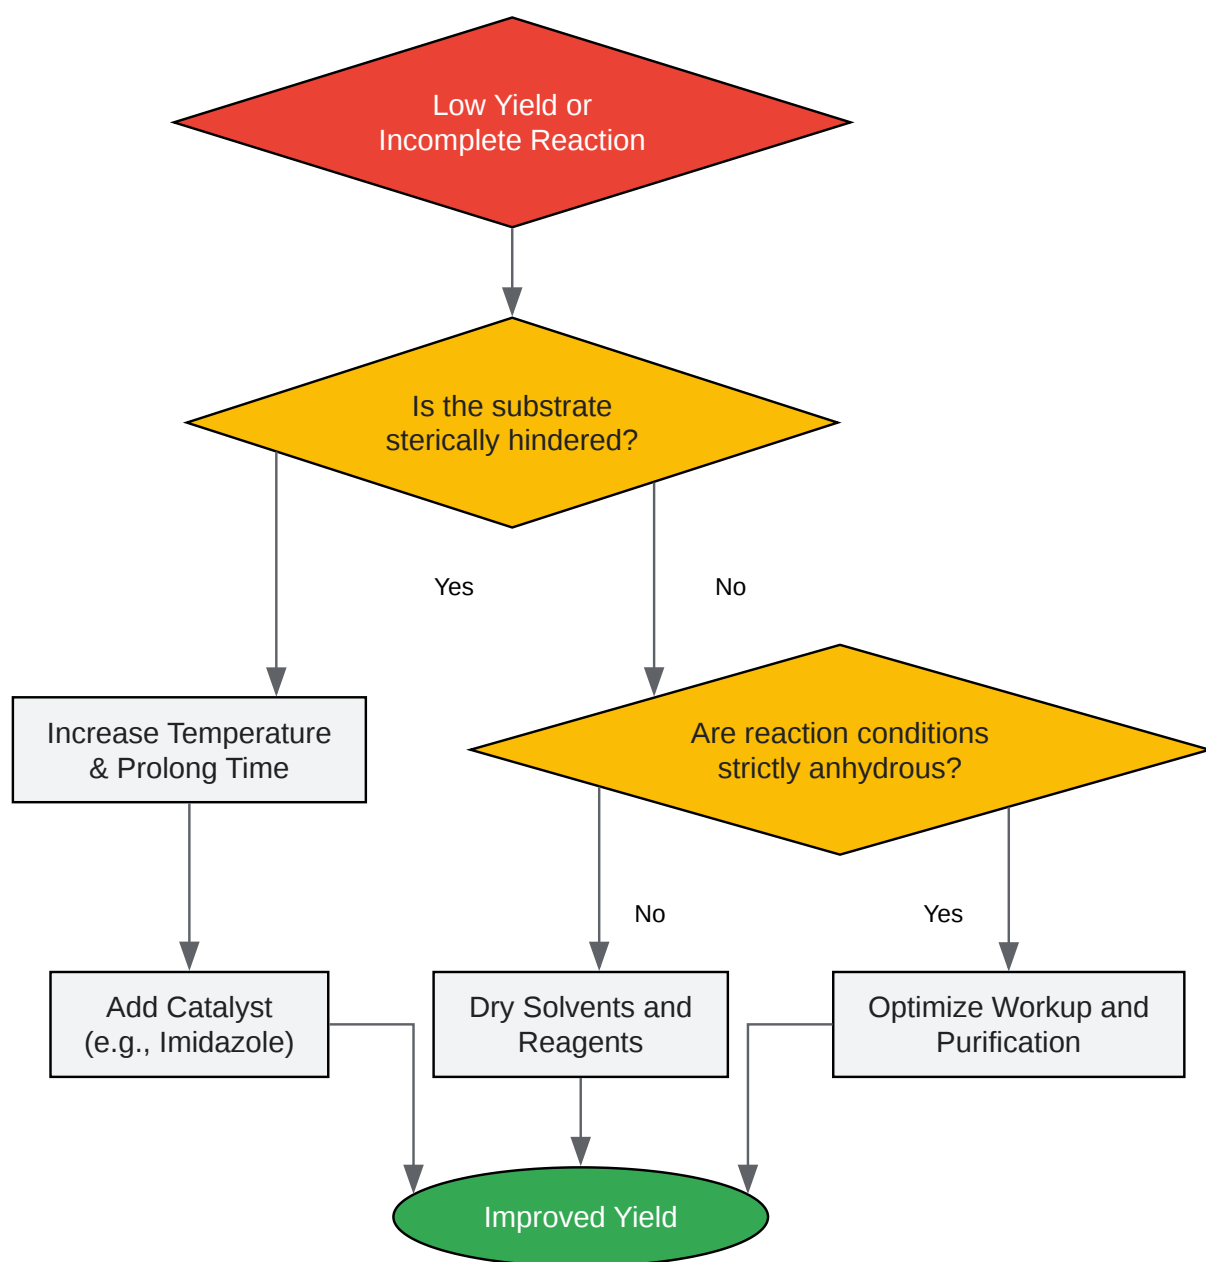 Low Yield or
Incomplete Reaction
Is the substrate
sterically hindered?
Yes
No
Increase Temperature
& Prolong Time
Are reaction conditions
strictly anhydrous?
No
Yes
Add Catalyst
(e.g., Imidazole)
Dry Solvents and
Reagents
Optimize Workup and
Purification
Improved Yield